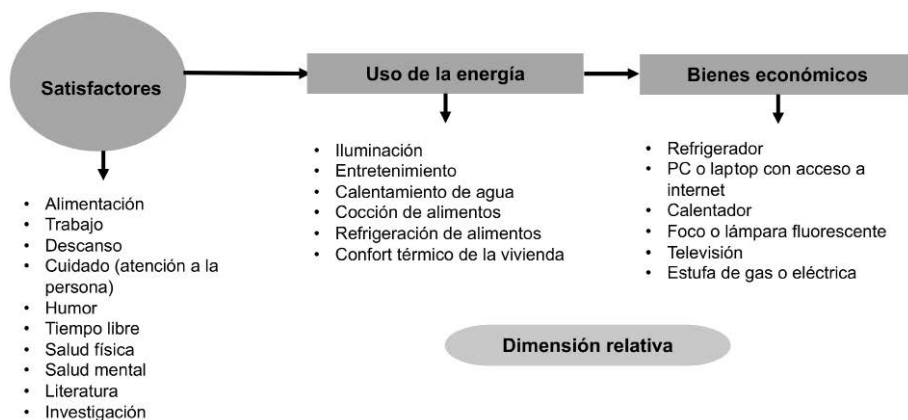 Satisfactores
Uso de la energía
Bienes económicos
• Alimentación
• Trabajo
• Descanso
• Cuidado (atención a la
persona)
• Humor
• Tiempo libre
• Salud física
• Salud mental
• Literatura
• Investigación
• Iluminación
• Entretenimiento
• Calentamiento de agua
• Cocción de alimentos
• Refrigeración de alimentos
• Confort térmico de la vivienda
• Refrigerador
• PC o laptop con acceso a
internet
• Calentador
• Foco o lámpara fluorescente
• Televisión
• Estufa de gas o eléctrica
Dimensión relativa